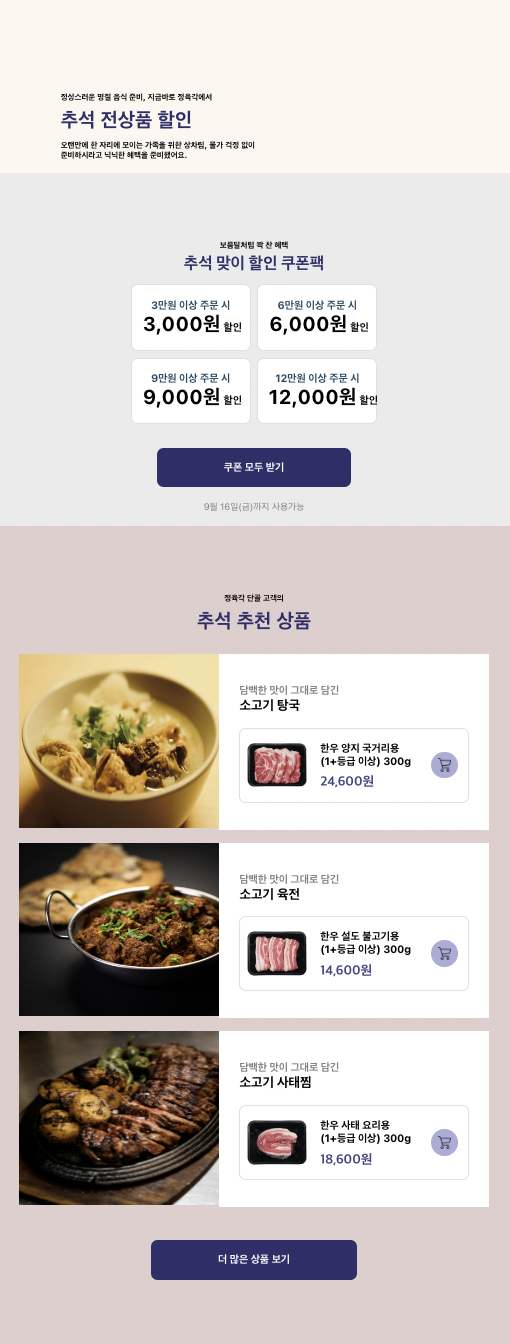 정성스러운 명절 음식 준비, 지금바로 정육각에서
추석 전상품 할인
오랜만에 한 자리에 모이는 가족을 위한 상차림, 물가 걱정 없이
준비하시라고 넉넉한 혜택을 준비했어요.
보름달처럼 꽉 찬 혜택
추석 맞이 할인 쿠폰팩
3만원 이상 주문 시
3,000원 할인
6만원 이상 주문 시
6,000원 할인
9만원 이상 주문 시
9,000원 할인
12만원 이상 주문 시
12,000원 할인
쿠폰 모두 받기
9월 16일(금)까지 사용가능
정육각 단골 고객의
추석 추천 상품
담백한 맛이 그대로 담긴
소고기 탕국
한우 양지 국거리용
(1+등급 이상) 300g
24,600원
담백한 맛이 그대로 담긴
소고기 육전
한우 설도 불고기용
(1+등급 이상) 300g
14,600원
담백한 맛이 그대로 담긴
소고기 사태찜
한우 사태 요리용
(1+등급 이상) 300g
18,600원
더 많은 상품 보기